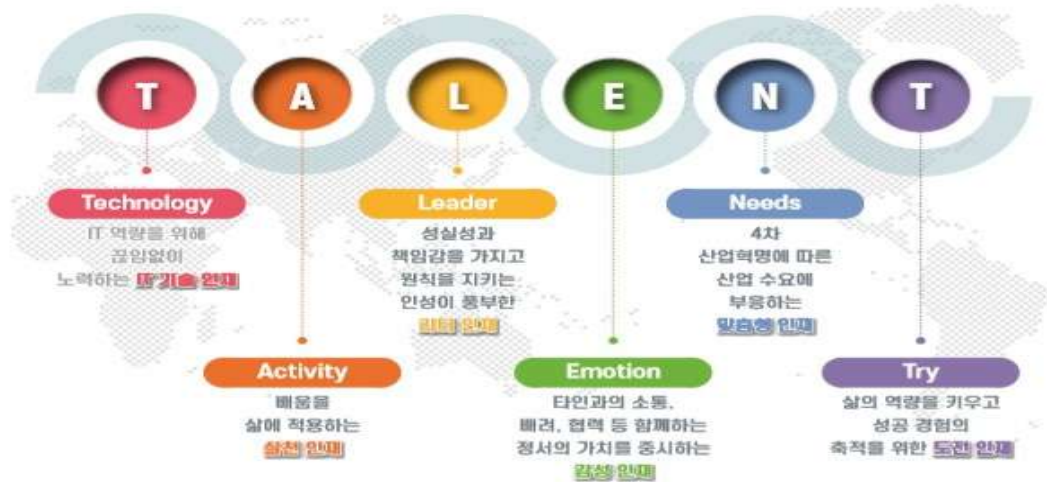 T A L E N T
Technology
IT 역량을 위해
끊임없이
노력하는 IT 기술 인재
Leader
성실성과
책임감을 가지고
원칙을 지키는
인성이 풍부한
리더 인재
Needs
4차
산업혁명에 따른
산업 수요에
부응하는
맞춤형 인재
Activity
배움을
삶에 적용하는
실천 인재
Emotion
타인과의 소통,
배려, 협력 등 함께하는
정서의 가치를 중시하는
감성 인재
Try
삶의 역량을 키우고
성공 경험의
축적을 위한 도전 인재